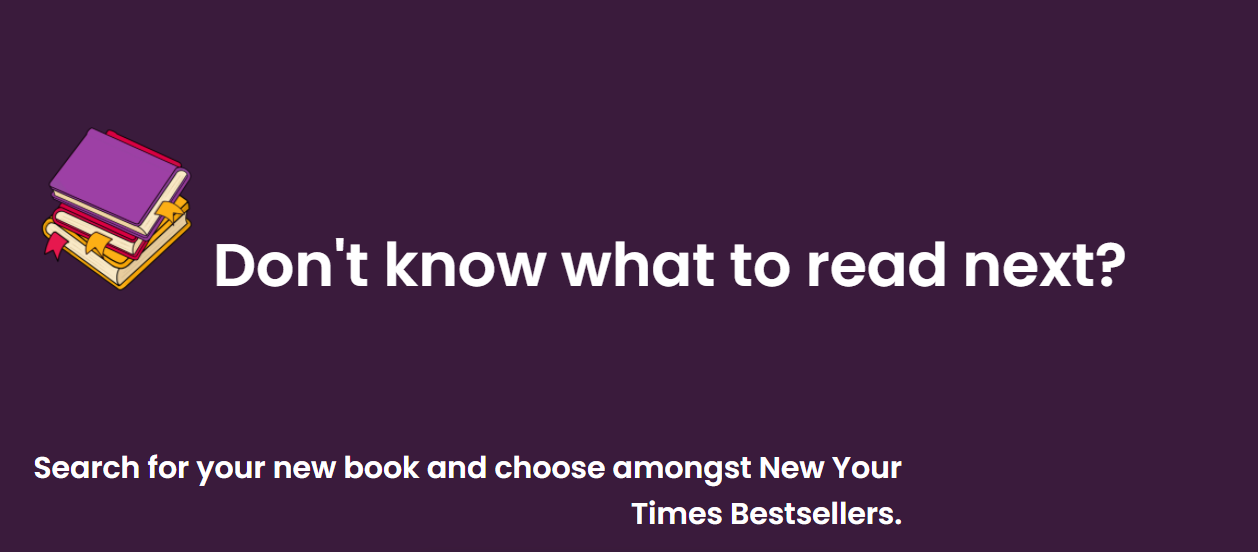 Don't know what to read next?
Search for your new book and choose amongst New Your
Times Bestsellers.